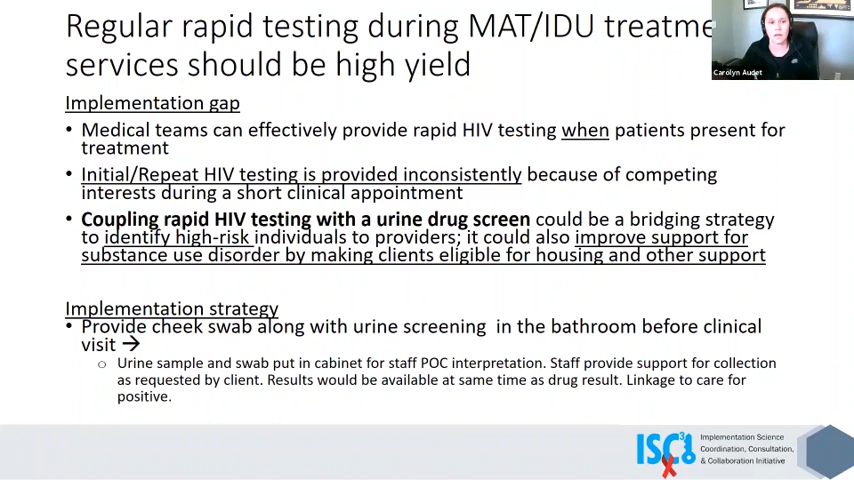 Regular rapid testing during MAT/IDU treatme
services should be high yield
Carolyn Audet
Implementation gap
• Medical teams can effectively provide rapid HIV testing when patients present for
treatment
• Initial/Repeat HIV testing is provided inconsistently because of competing
interests during a short clinical appointment
• Coupling rapid HIV testing with a urine drug screen could be a bridging strategy
to identify high-risk individuals to providers; it could also improve support for
substance use disorder by making clients eligible for housing and other support
Implementation strategy
• Provide cheek swab along with urine screening in the bathroom before clinical
visit →
○ Urine sample and swab put in cabinet for staff POC interpretation. Staff provide support for collection
as requested by client. Results would be available at same time as drug result. Linkage to care for
positive.
ISC3I
Implementation Science
Coordination, Consultation,
& Collaboration Initiative